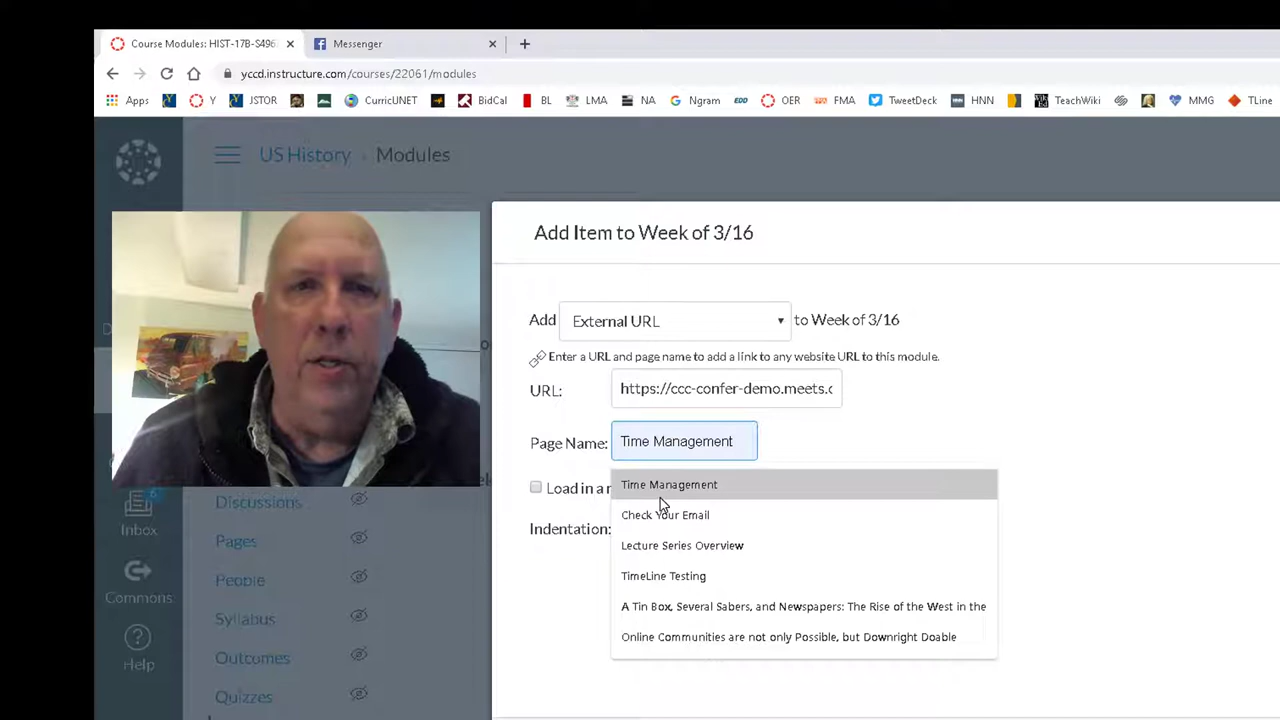 Course Modules: HIST-17B-S496
Messenger
yccd.instructure.com/courses/22061/modules
Apps Y JSTOR CurricUNET BidCal BL LMA NA Ngram EDD OER FMA TweetDeck HNN TeachWiki MMG TLine
US History › Modules
Add Item to Week of 3/16
Add External URL to Week of 3/16
Enter a URL and page name to add a link to any website URL to this module.
URL: https://ccc-confer-demo.meets.c
Page Name: Time Management
Time Management
Load in a n
Check Your Email
Indentation:
Lecture Series Overview
TimeLine Testing
A Tin Box, Several Sabers, and Newspapers: The Rise of the West in the
Online Communities are not only Possible, but Downright Doable
Discussions
6
Inbox
Pages
People
Commons
Syllabus
Outcomes
Help
Quizzes